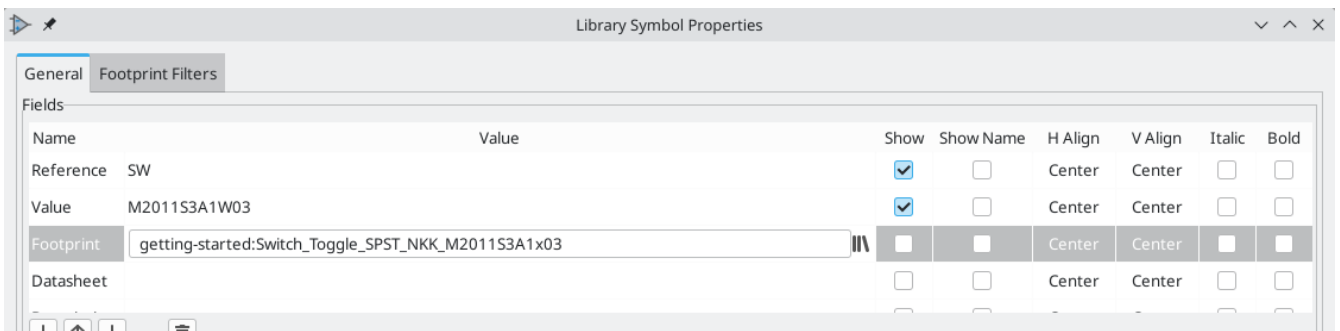 Library Symbol Properties
General Footprint Filters
Fields
Name Value Show Show Name H Align V Align Italic Bold
Reference SW Center Center
Value M2011S3A1W03 Center Center
Footprint getting-started:Switch_Toggle_SPST_NKK_M2011S3A1x03 Center Center
Datasheet Center Center